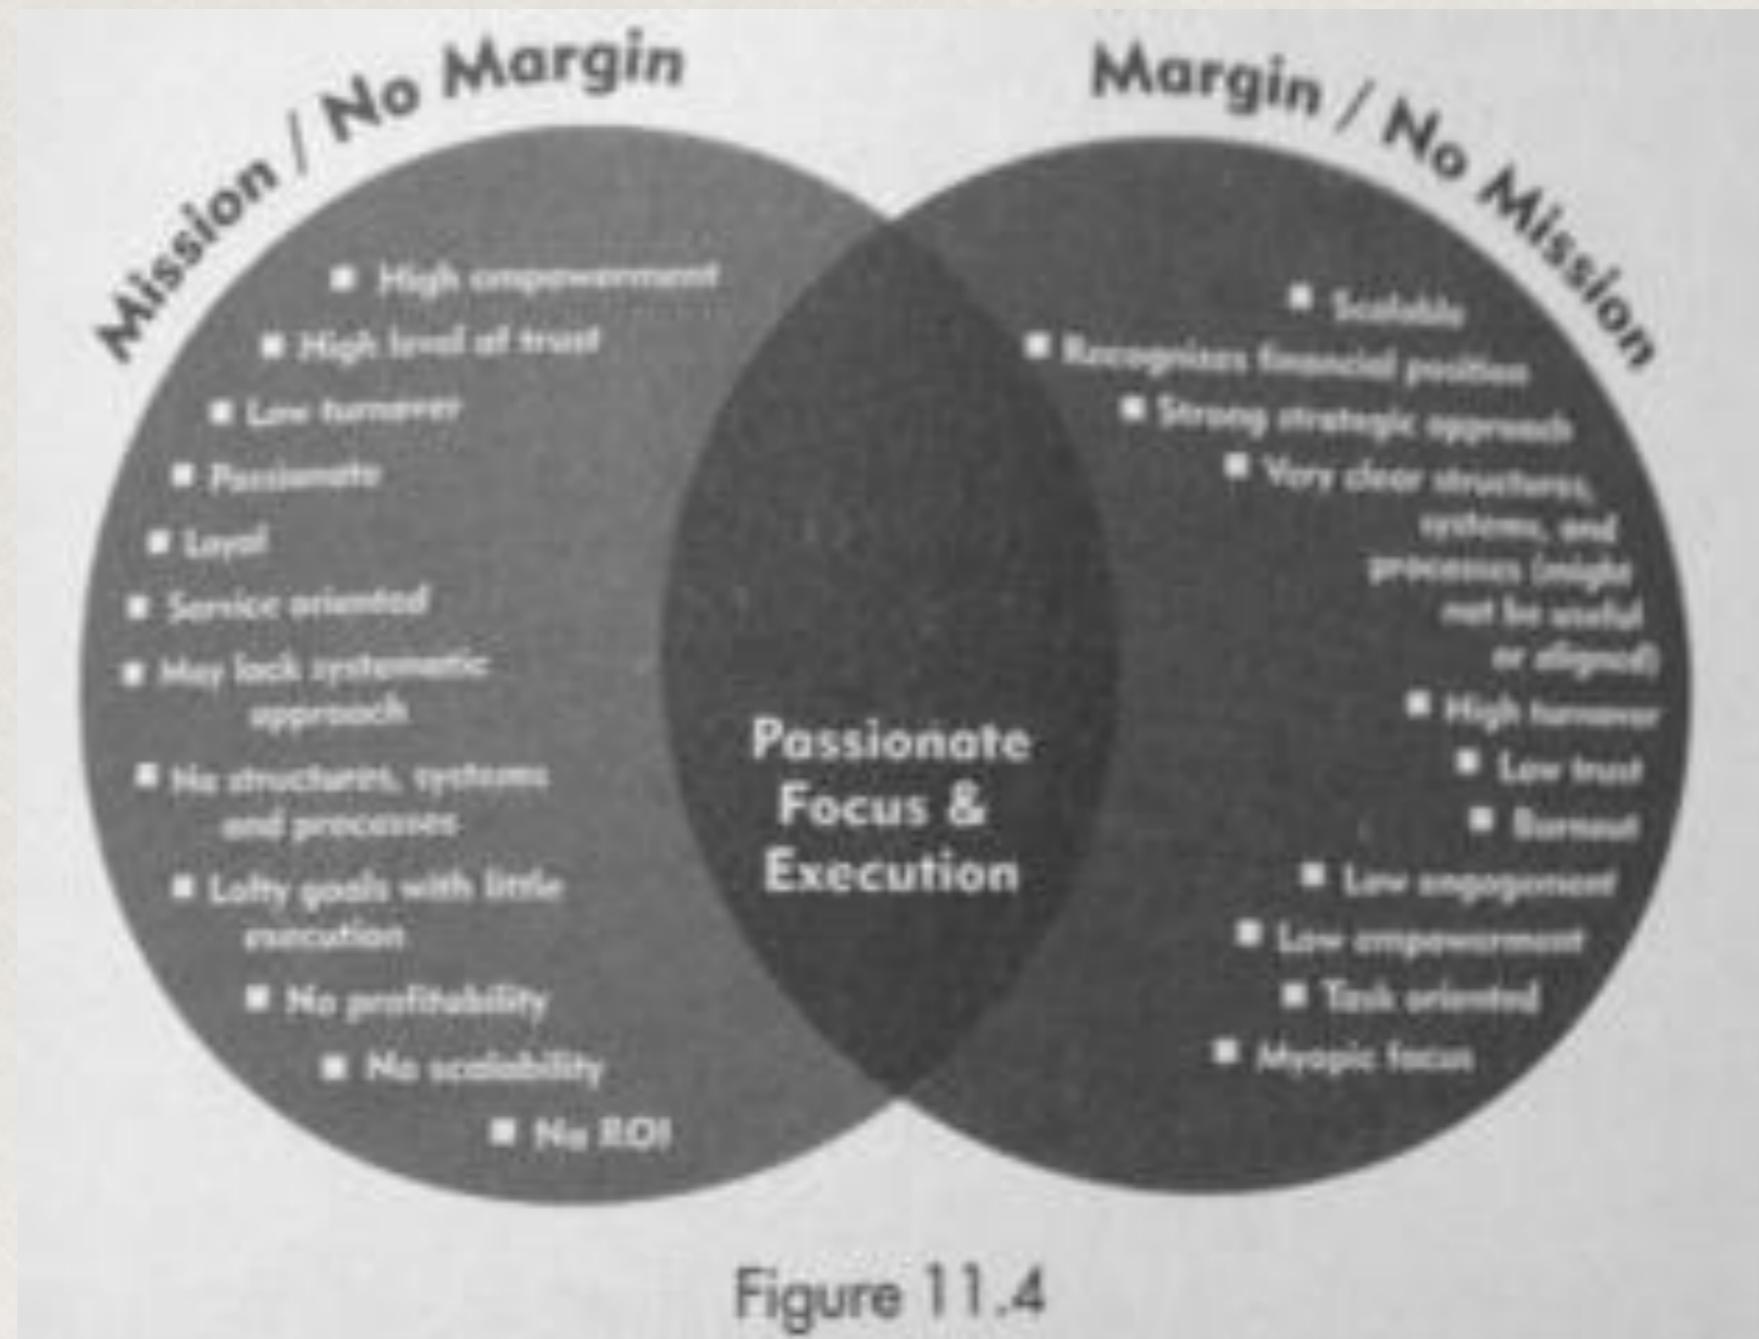 Mission / No Margin
■ High empowerment
■ High level of trust
■ Low turnover
■ Passionate
■ Loyal
■ Service oriented
■ May lack systematic
approach
■ No structures, systems
and processes
■ Lofty goals with little
execution
■ No profitability
■ No scalability
■ No ROI
Passionate
Focus &
Execution
Margin / No Mission
■ Scalable
■ Recognizes financial position
■ Strong strategic approach
■ Very clear structures,
systems, and
processes (might
not be useful
or aligned)
■ High turnover
■ Low trust
■ Burnout
■ Low engagement
■ Low empowerment
■ Task oriented
■ Myopic focus
Figure 11.4